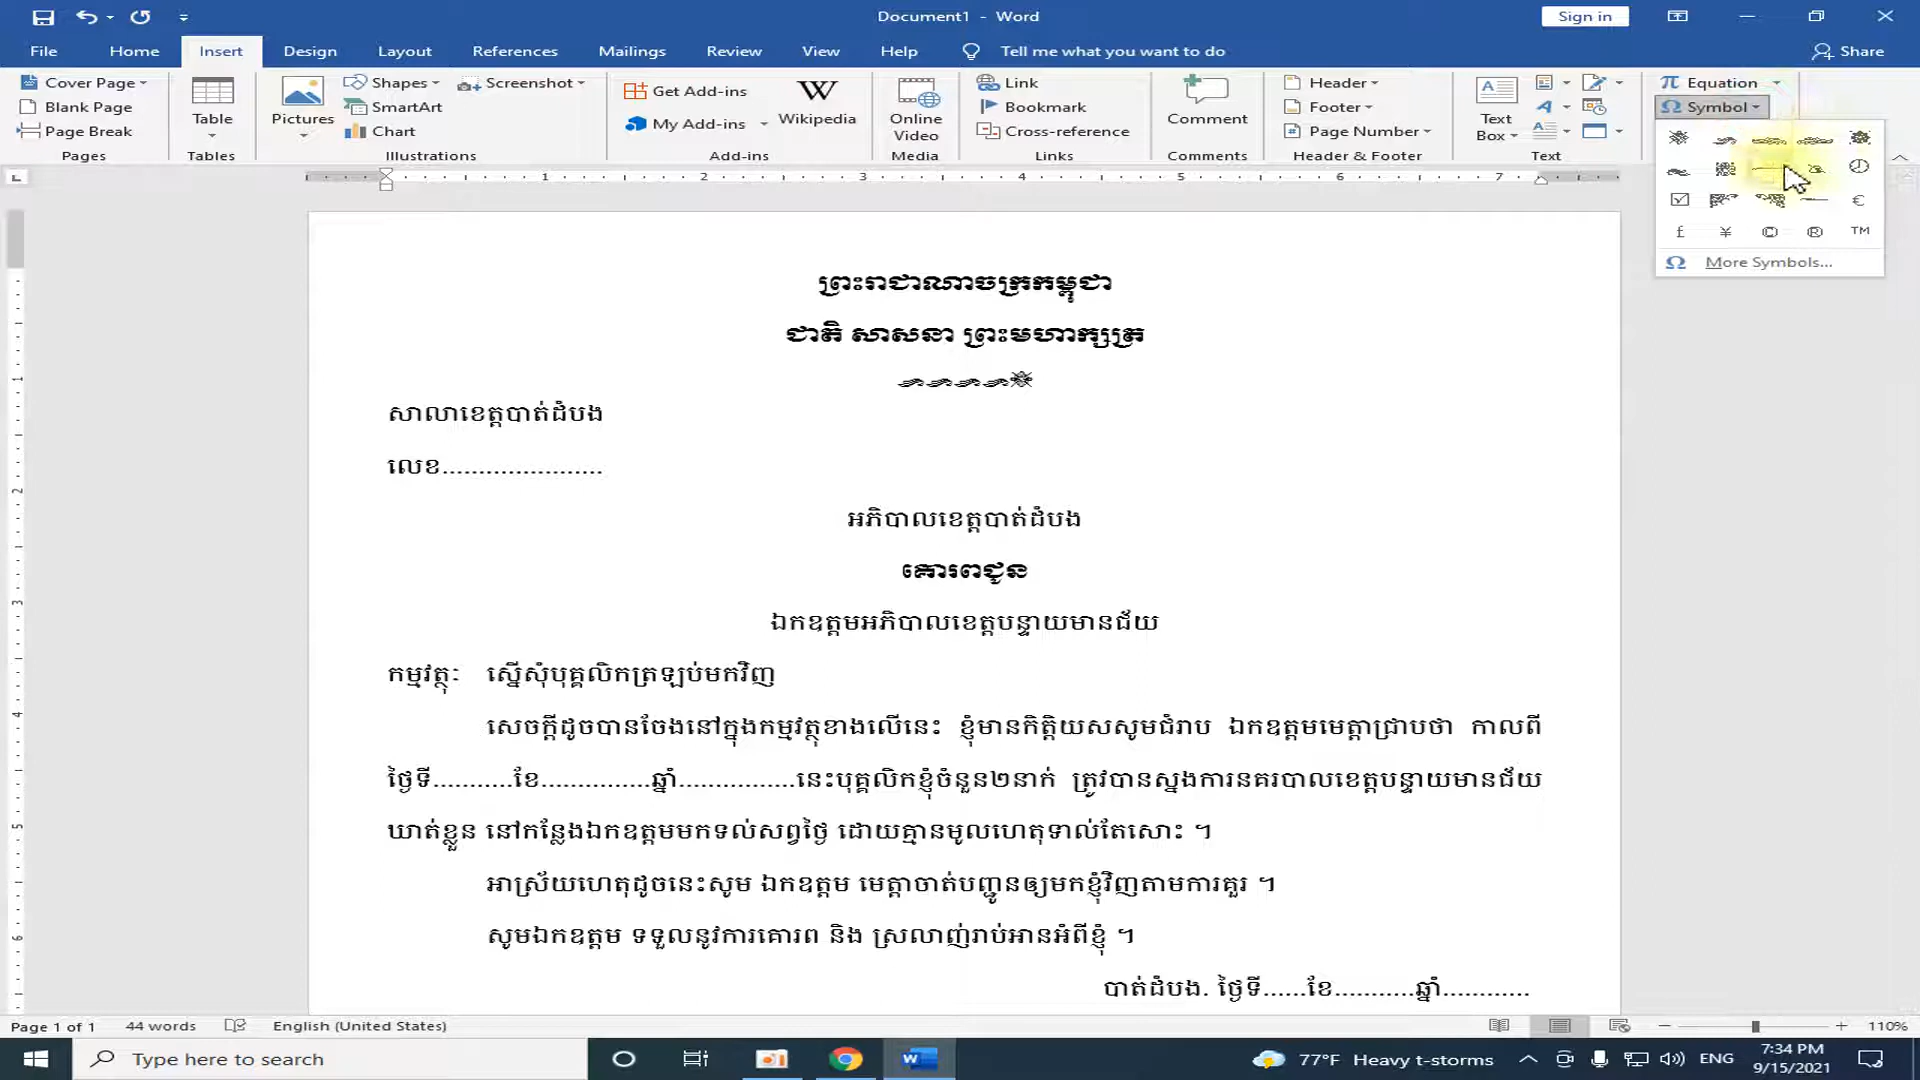 Document1 - Word
Sign in
File Home Insert Design Layout References Mailings Review View Help Tell me what you want to do Share
Cover Page
Blank Page
Page Break
Pages
Table
Tables
Pictures
Shapes
SmartArt
Chart
Screenshot
Illustrations
Get Add-ins
My Add-ins
Wikipedia
Add-ins
Online
Video
Media
Link
Bookmark
Cross-reference
Links
Comment
Comments
Header
Footer
Page Number
Header & Footer
Text
Box
Text
Equation
Symbol
€
£ ¥ © ® ™
More Symbols...
1 2 3 4 5 6 7
ព្រះរាជាណាចក្រកម្ពុជា
ជាតិ សាសនា ព្រះមហាក្សត្រ
សាលាខេត្តបាត់ដំបង
លេខ......................
អភិបាលខេត្តបាត់ដំបង
គោរពជូន
ឯកឧត្តមអភិបាលខេត្តបន្ទាយមានជ័យ
កម្មវត្ថុៈ ស្នើសុំបុគ្គលិកត្រឡប់មកវិញ
សេចក្តីដូចបានចែងនៅក្នុងកម្មវត្ថុខាងលើនេះ ខ្ញុំមានកិត្តិយសសូមជំរាប ឯកឧត្តមមេត្តាជ្រាបថា កាលពី
ថ្ងៃទី...........ខែ...............ឆ្នាំ................នេះបុគ្គលិកខ្ញុំចំនួន២នាក់ ត្រូវបានស្នងការនគរបាលខេត្តបន្ទាយមានជ័យ
ឃាត់ខ្លួន នៅកន្លែងឯកឧត្តមមកទល់សព្វថ្ងៃ ដោយគ្មានមូលហេតុទាល់តែសោះ ។
អាស្រ័យហេតុដូចនេះសូម ឯកឧត្តម មេត្តាចាត់បញ្ជូនឲ្យមកខ្ញុំវិញតាមការគួរ ។
សូមឯកឧត្តម ទទួលនូវការគោរព និង ស្រលាញ់រាប់អានអំពីខ្ញុំ ។
បាត់ដំបង. ថ្ងៃទី......ខែ...........ឆ្នាំ............
Page 1 of 1 44 words English (United States) 110%
Type here to search
77°F Heavy t-storms ENG 7:34 PM
9/15/2021